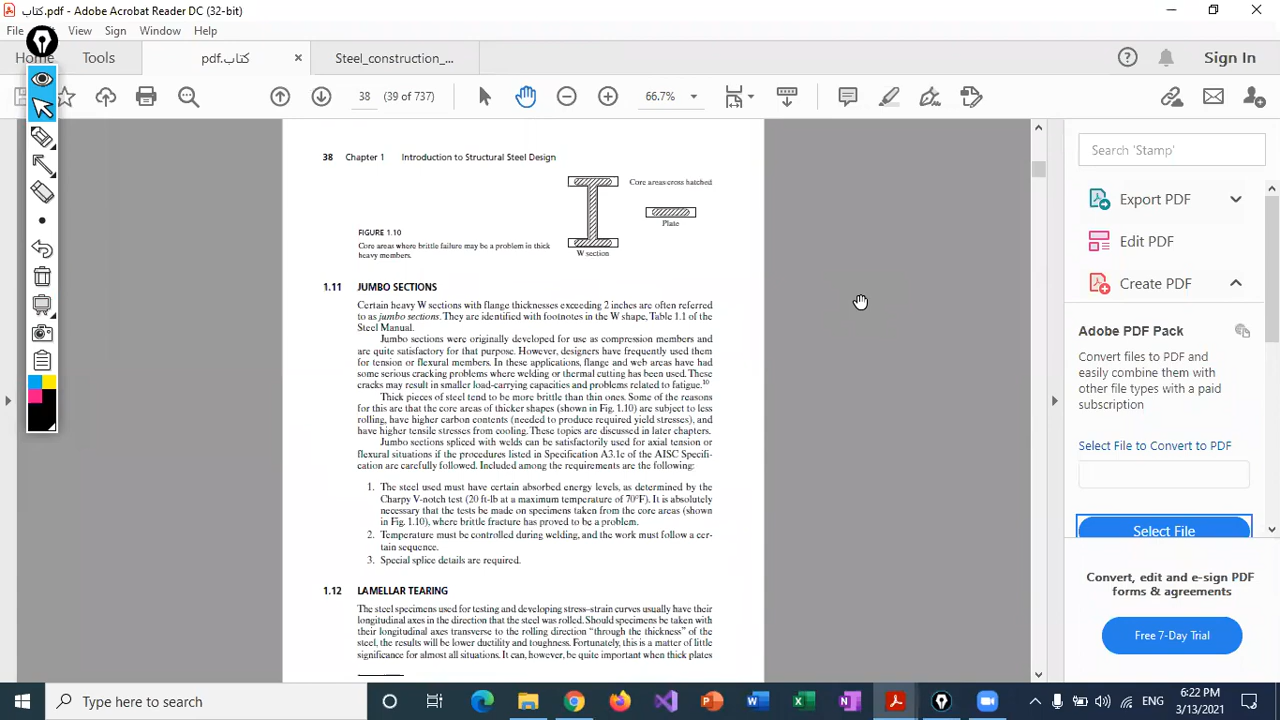 كتاب.pdf - Adobe Acrobat Reader DC (32-bit)
File View Sign Window Help
Home Tools كتاب.pdf Steel_construction_... Sign In
38 (39 of 737) 66.7%
38 Chapter 1 Introduction to Structural Steel Design
Core areas cross hatched
Plate
FIGURE 1.10
Core areas where brittle failure may be a problem in thick
heavy members.
W section
1.11 JUMBO SECTIONS
Certain heavy W sections with flange thicknesses exceeding 2 inches are often referred
to as jumbo sections. They are identified with footnotes in the W shape, Table 1.1 of the
Steel Manual.
Jumbo sections were originally developed for use as compression members and
are quite satisfactory for that purpose. However, designers have frequently used them
for tension or flexural members. In these applications, flange and web areas have had
some serious cracking problems where welding or thermal cutting has been used. These
cracks may result in smaller load-carrying capacities and problems related to fatigue.10
Thick pieces of steel tend to be more brittle than thin ones. Some of the reasons
for this are that the core areas of thicker shapes (shown in Fig. 1.10) are subject to less
rolling, have higher carbon contents (needed to produce required yield stresses), and
have higher tensile stresses from cooling. These topics are discussed in later chapters.
Jumbo sections spliced with welds can be satisfactorily used for axial tension or
flexural situations if the procedures listed in Specification A3.1c of the AISC Specifi-
cation are carefully followed. Included among the requirements are the following:
1. The steel used must have certain absorbed energy levels, as determined by the
Charpy V-notch test (20 ft-lb at a maximum temperature of 70°F). It is absolutely
necessary that the tests be made on specimens taken from the core areas (shown
in Fig. 1.10), where brittle fracture has proved to be a problem.
2. Temperature must be controlled during welding, and the work must follow a cer-
tain sequence.
3. Special splice details are required.
1.12 LAMELLAR TEARING
The steel specimens used for testing and developing stress–strain curves usually have their
longitudinal axes in the direction that the steel was rolled. Should specimens be taken with
their longitudinal axes transverse to the rolling direction “through the thickness” of the
steel, the results will be lower ductility and toughness. Fortunately, this is a matter of little
significance for almost all situations. It can, however, be quite important when thick plates
Search 'Stamp'
Export PDF
Edit PDF
Create PDF
Adobe PDF Pack
Convert files to PDF and
easily combine them with
other file types with a paid
subscription
Select File to Convert to PDF
Select File
Convert, edit and e-sign PDF
forms & agreements
Free 7-Day Trial
Type here to search
ENG
6:22 PM
3/13/2021